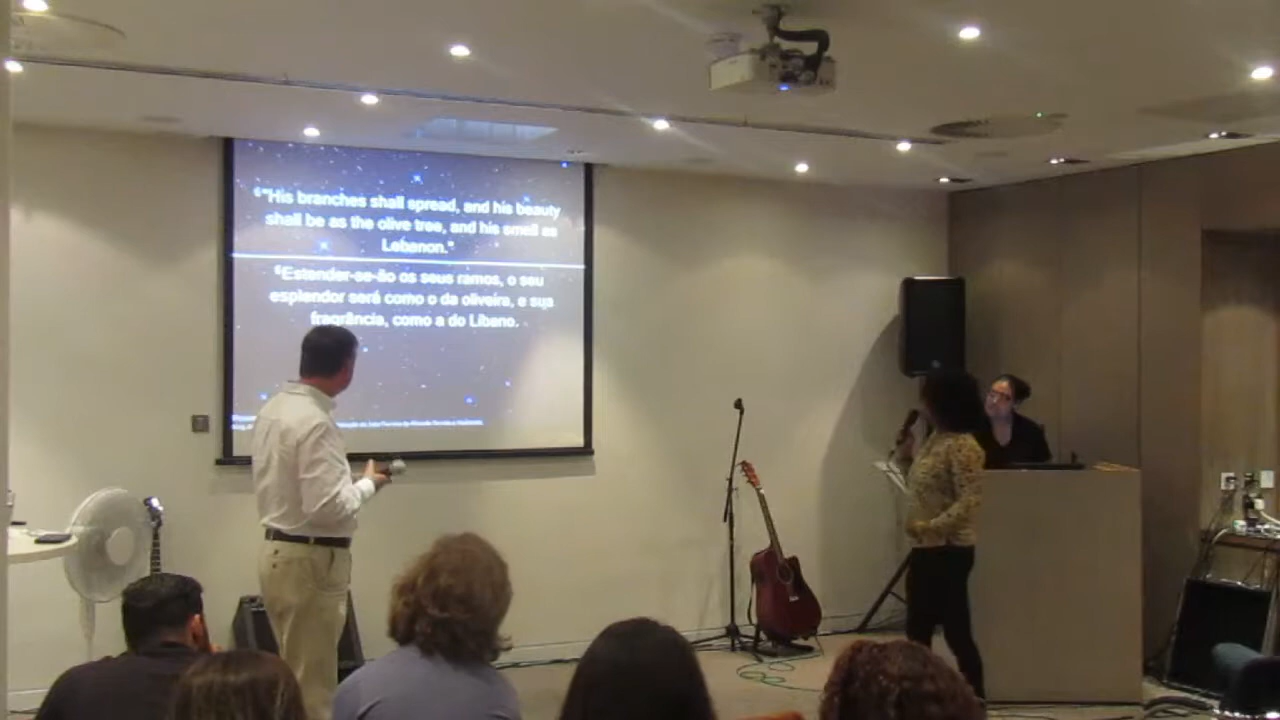 ⁶"His branches shall spread, and his beauty
shall be as the olive tree, and his smell as
Lebanon."
⁶Estender-se-ão os seus ramos, o seu
esplendor será como o da oliveira, e sua
fragrância, como a do Líbano.